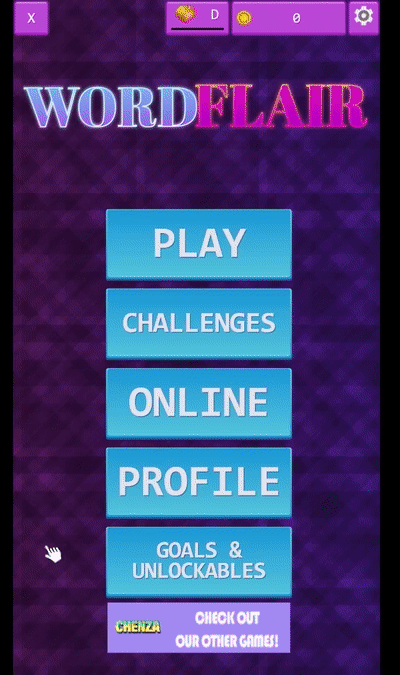 X D 0
WORDFLAIR
PLAY
CHALLENGES
ONLINE
PROFILE
GOALS &
UNLOCKABLES
CHENZA
CHECK OUT
OUR OTHER GAMES!